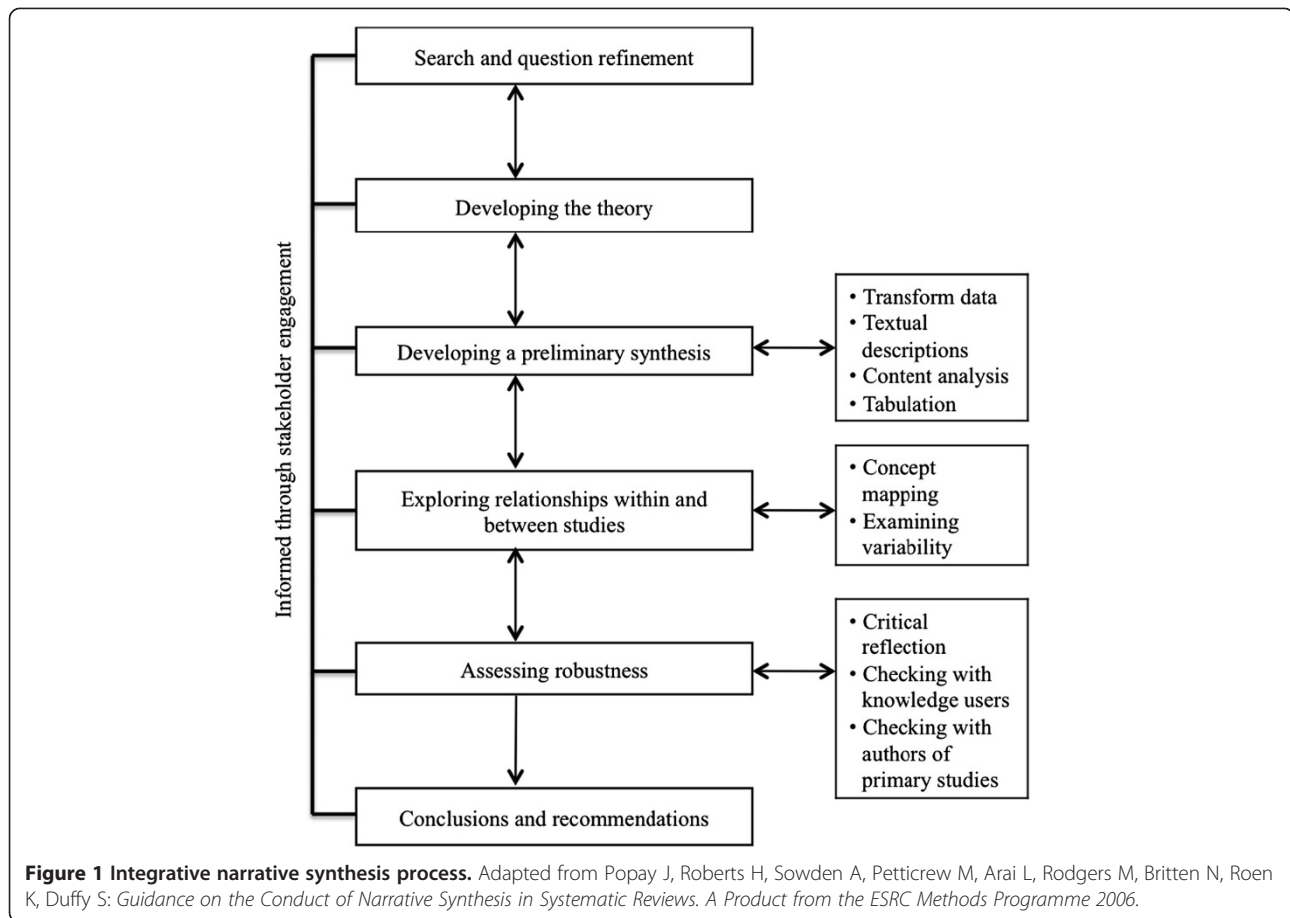 Search and question refinement
Developing the theory
Informed through stakeholder engagement
Developing a preliminary synthesis
• Transform data
• Textual
descriptions
• Content analysis
• Tabulation
Exploring relationships within and
between studies
• Concept
mapping
• Examining
variability
Assessing robustness
• Critical
reflection
• Checking with
knowledge users
• Checking with
authors of
primary studies
Conclusions and recommendations
Figure 1 Integrative narrative synthesis process. Adapted from Popay J, Roberts H, Sowden A, Petticrew M, Arai L, Rodgers M, Britten N, Roen
K, Duffy S: Guidance on the Conduct of Narrative Synthesis in Systematic Reviews. A Product from the ESRC Methods Programme 2006.